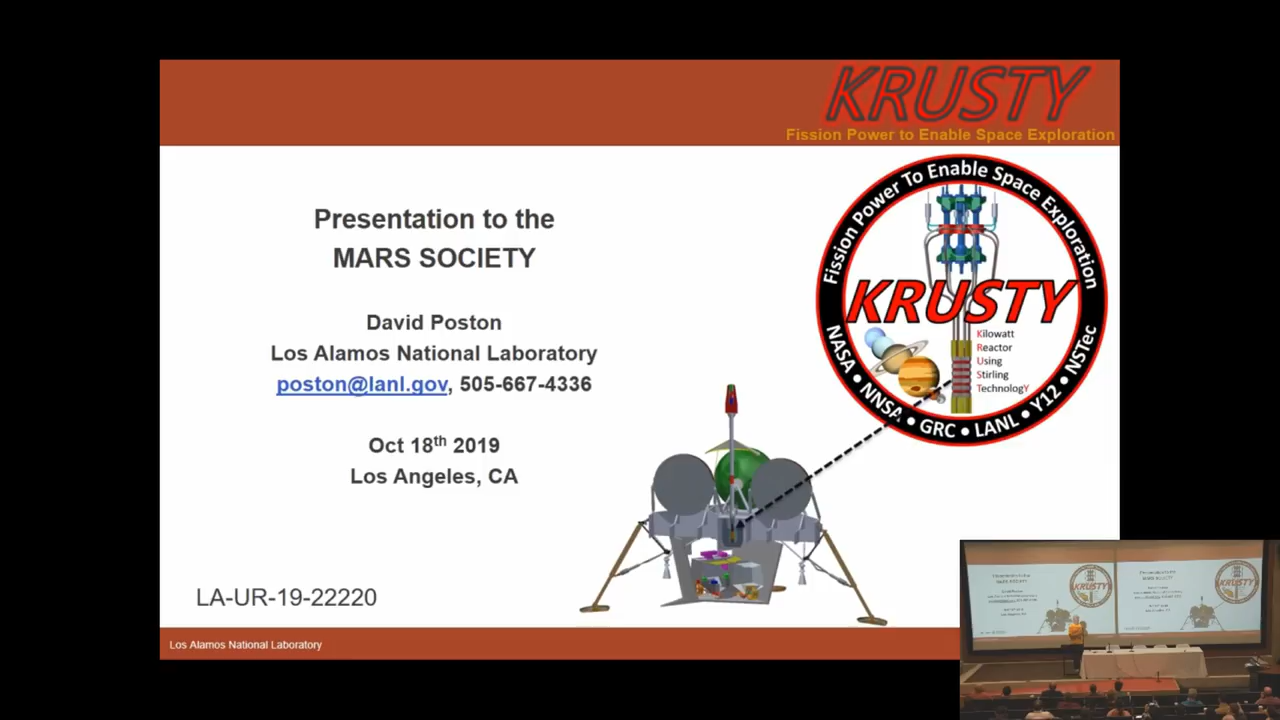 KRUSTY
Fission Power to Enable Space Exploration
Presentation to the
MARS SOCIETY
David Poston
Los Alamos National Laboratory
poston@lanl.gov, 505-667-4336
Oct 18th 2019
Los Angeles, CA
Fission Power To Enable Space Exploration
KRUSTY
Kilowatt
Reactor
Using
Stirling
TechnologY
NASA • NNSA • GRC • LANL • Y12 • NSTec
LA-UR-19-22220
Los Alamos National Laboratory